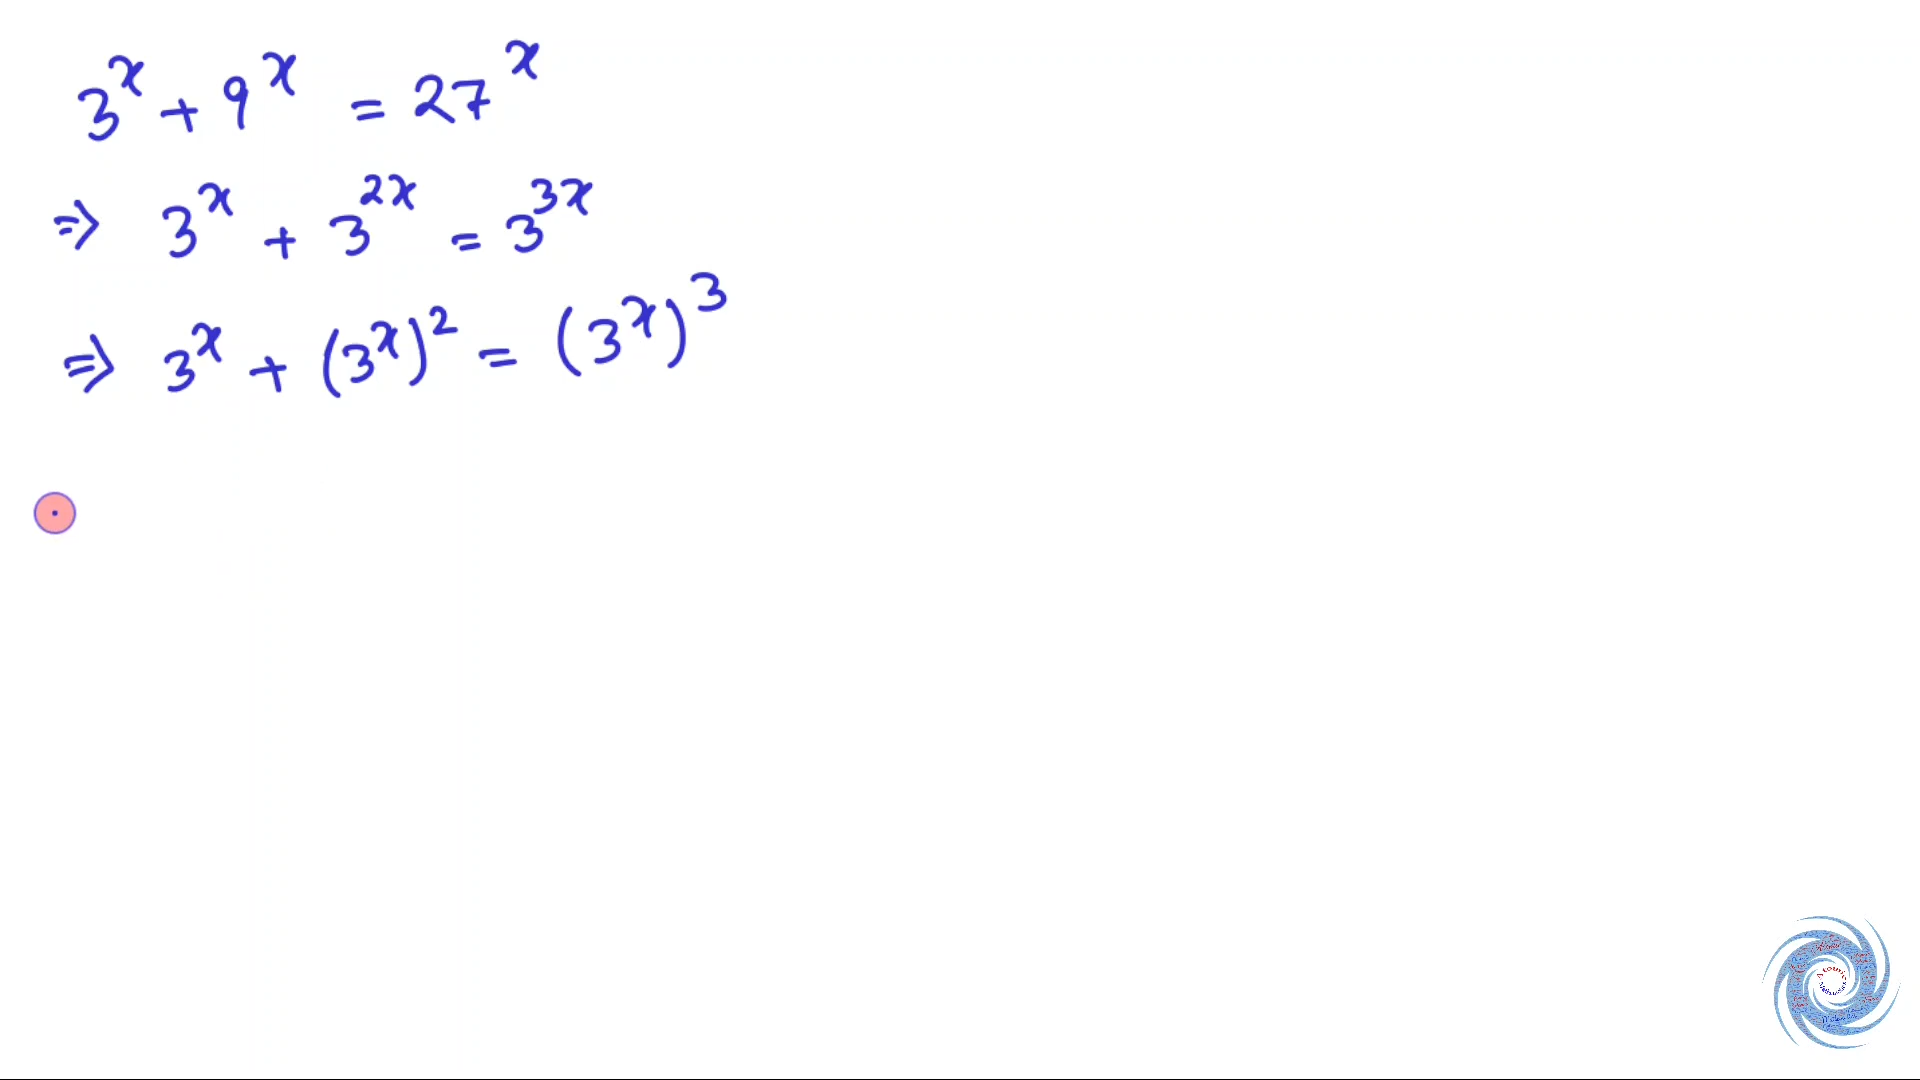 3^x + 9^x = 27^x
⇒ 3^x + 3^{2x} = 3^{3x}
⇒ 3^x + (3^x)^2 = (3^x)^3